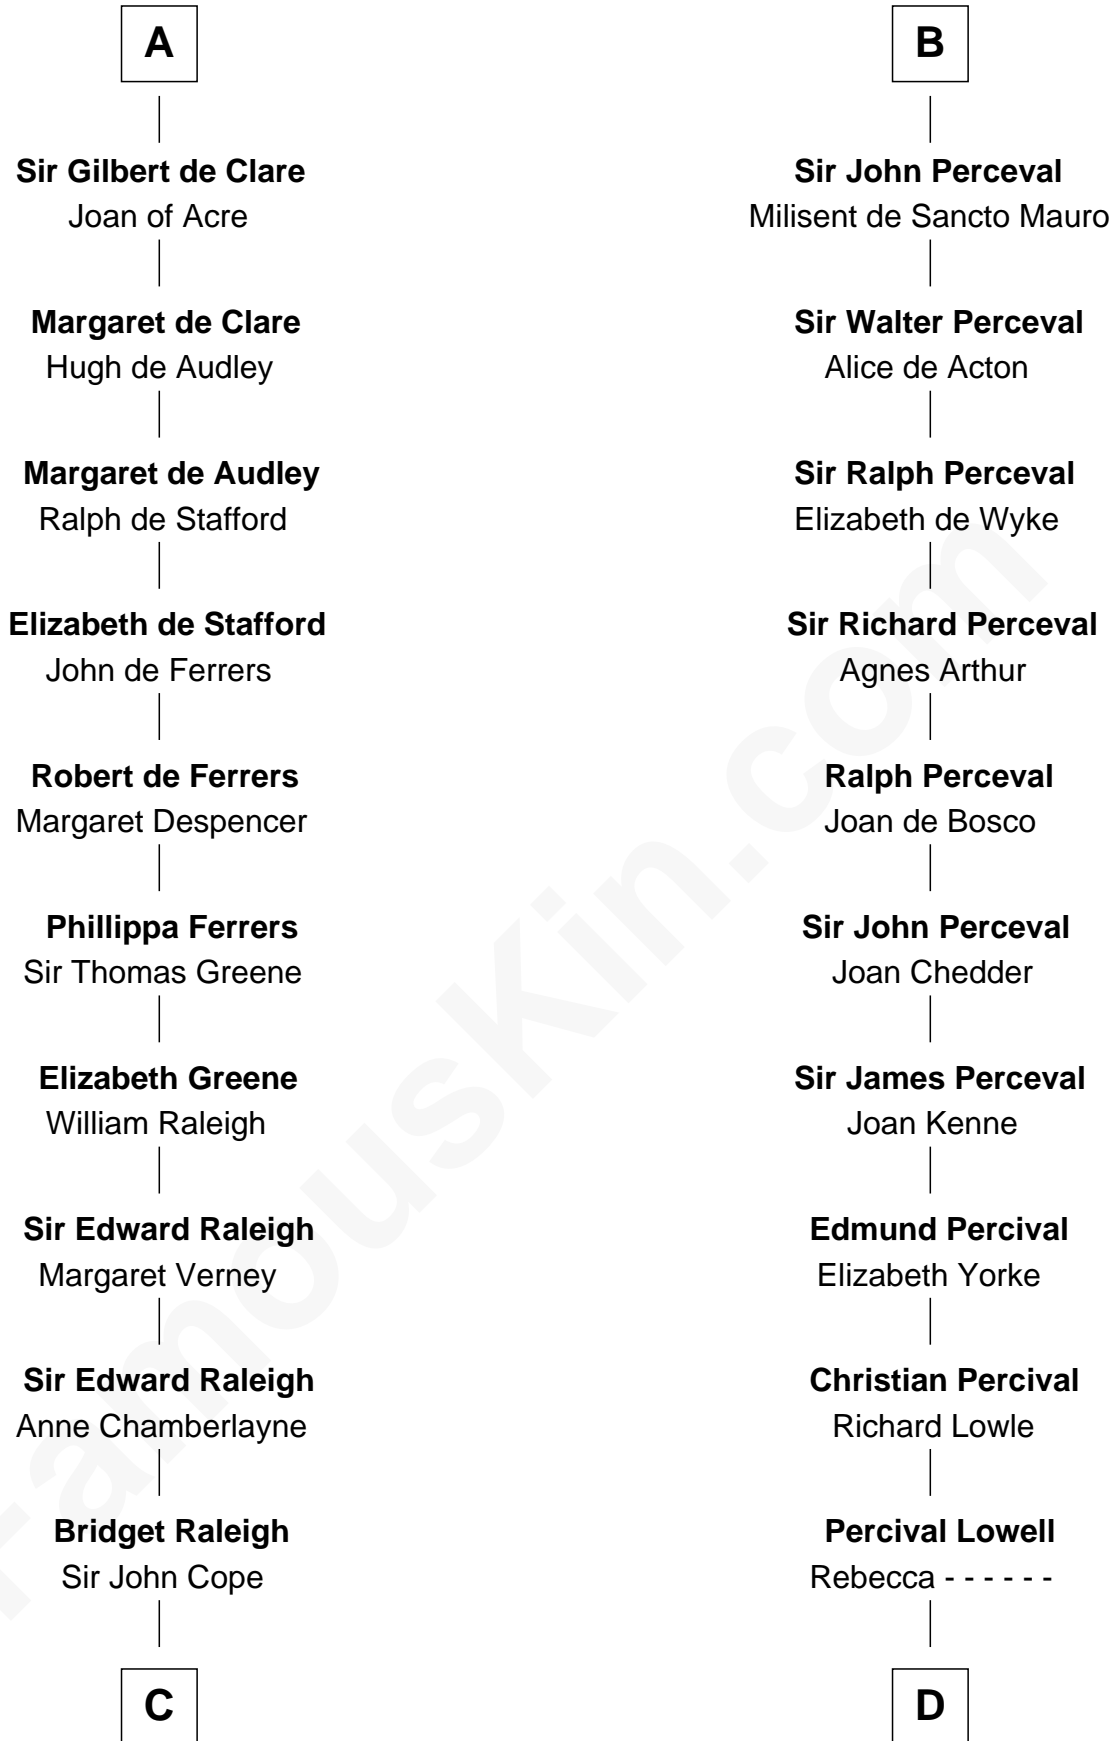 A
Sir Gilbert de Clare
Joan of Acre
Margaret de Clare
Hugh de Audley
Margaret de Audley
Ralph de Stafford
Elizabeth de Stafford
John de Ferrers
Robert de Ferrers
Margaret Despencer
Phillippa Ferrers
Sir Thomas Greene
Elizabeth Greene
William Raleigh
Sir Edward Raleigh
Margaret Verney
Sir Edward Raleigh
Anne Chamberlayne
Bridget Raleigh
Sir John Cope
C
B
Sir John Perceval
Milisent de Sancto Mauro
Sir Walter Perceval
Alice de Acton
Sir Ralph Perceval
Elizabeth de Wyke
Sir Richard Perceval
Agnes Arthur
Ralph Perceval
Joan de Bosco
Sir John Perceval
Joan Chedder
Sir James Perceval
Joan Kenne
Edmund Percival
Elizabeth Yorke
Christian Percival
Richard Lowle
Percival Lowell
Rebecca - - - - - -
D
FamousKin.com